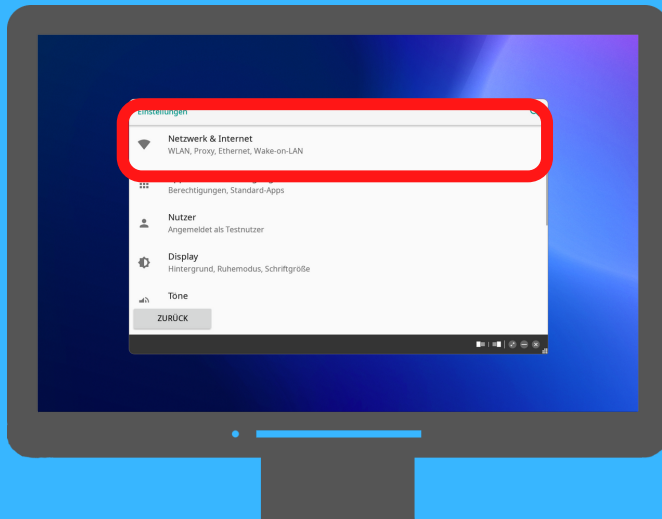 Einstellungen
Netzwerk & Internet
WLAN, Proxy, Ethernet, Wake-on-LAN
Berechtigungen, Standard-Apps
Nutzer
Angemeldet als Testnutzer
Display
Hintergrund, Ruhemodus, Schriftgröße
Töne
ZURÜCK